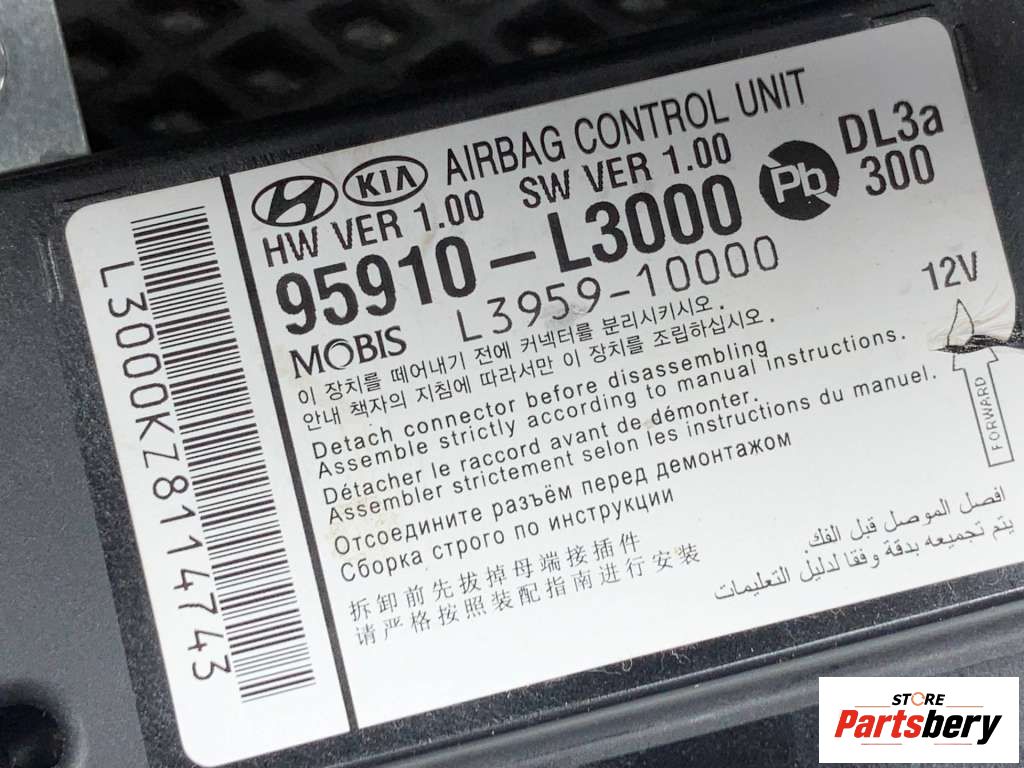 KIA AIRBAG CONTROL UNIT
HW VER 1.00 SW VER 1.00
95910-L3000
Pb
DL3a
300
MOBIS L3959-10000
12V
이 장치를 떼어내기 전에 커넥터를 분리시키시오.
안내 책자의 지침에 따라서만 이 장치를 조립하십시오.
Detach connector before disassembling
Assemble strictly according to manual instructions.
Détacher le raccord avant de démonter.
Assembler strictement selon les instructions du manuel.
Отсоедините разъём перед демонтажом
Сборка строго по инструкции
拆卸前先拔掉母端接插件
请严格按照装配指南进行安装
FORWARD
افصل الموصل قبل الفك.
يتم تجميعه بدقة وفقا لدليل التعليمات
L3000KZ8114743
STORE
Partsbery